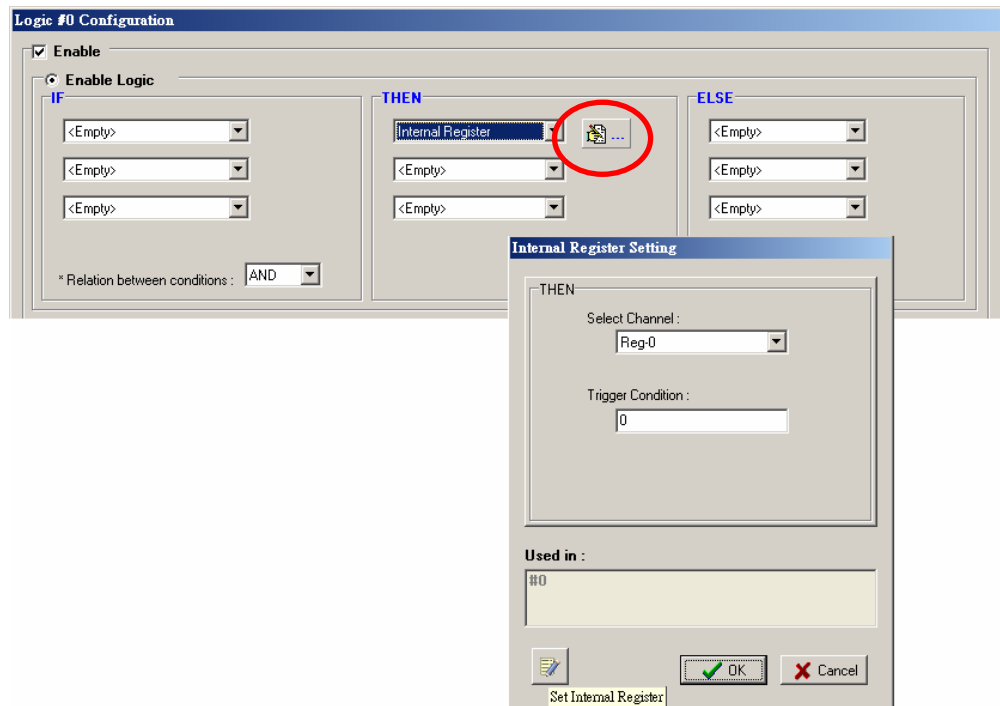 Logic #0 Configuration
Enable
Enable Logic
IF
THEN
ELSE
<Empty>
Internal Register
...
<Empty>
<Empty>
<Empty>
<Empty>
<Empty>
<Empty>
<Empty>
* Relation between conditions :
AND
Internal Register Setting
THEN
Select Channel :
Reg-0
Trigger Condition :
0
Used in :
#0
OK
Cancel
Set Internal Register